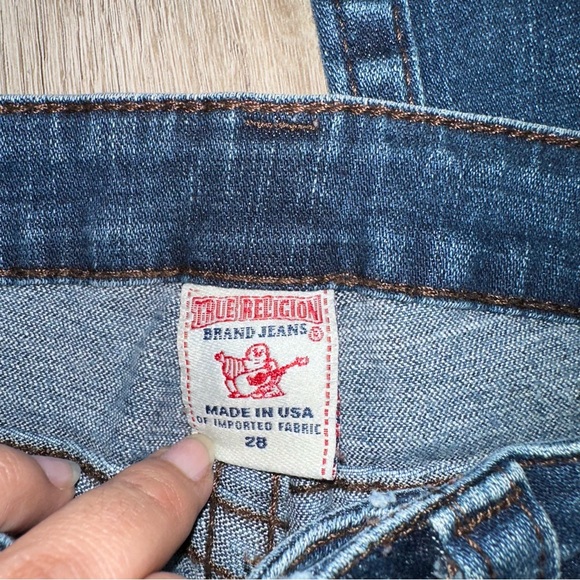 TRUE RELIGION
BRAND JEANS ®
MADE IN USA
OF IMPORTED FABRIC
28